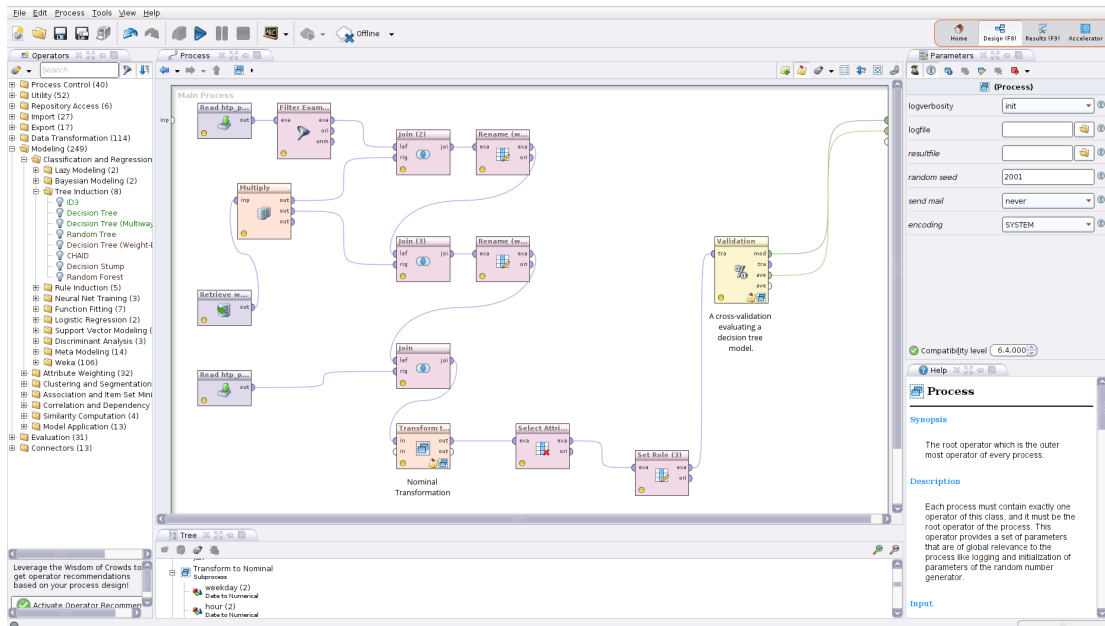 File Edit Process Tools View Help
Offline
Home
Design (F8)
Results (F9)
Accelerator
Operators
Search
Process Control (40)
Utility (52)
Repository Access (6)
Import (27)
Export (17)
Data Transformation (114)
Modeling (249)
Classification and Regression
Lazy Modeling (2)
Bayesian Modeling (2)
Tree Induction (8)
ID3
Decision Tree
Decision Tree (Multiway
Random Tree
Decision Tree (Weight-B
CHAID
Decision Stump
Random Forest
Rule Induction (5)
Neural Net Training (3)
Function Fitting (7)
Logistic Regression (2)
Support Vector Modeling (
Discriminant Analysis (3)
Meta Modeling (14)
Weka (106)
Attribute Weighting (32)
Clustering and Segmentation
Association and Item Set Mini
Correlation and Dependency
Similarity Computation (4)
Model Application (13)
Evaluation (31)
Connectors (13)
Leverage the Wisdom of Crowds to
get operator recommendations
based on your process design!
Activate Operator Recommen
Process
Main Process
inp
Read htp_p...
out
Filter Exam...
exa exa
ori
unm
Join (2)
lef joi
rig
Rename (w...
exa exa
ori
Multiply
inp out
out
out
Join (3)
lef joi
rig
Rename (w...
exa exa
ori
Validation
tra mod
tra
ave
ave
A cross-validation
evaluating a
decision tree
model.
Retrieve w...
out
Join
lef joi
rig
Read htp_p...
out
Transform t...
in out
in out
Nominal
Transformation
Select Attri...
exa exa
ori
Set Role (3)
exa exa
ori
Tree
Transform to Nominal
Subprocess
weekday (2)
Date to Numerical
hour (2)
Date to Numerical
Parameters
(Process)
logverbosity
init
logfile
resultfile
random seed
2001
send mail
never
encoding
SYSTEM
Compatibility level
6.4.000
Help
Process
Synopsis
The root operator which is the outer
most operator of every process.
Description
Each process must contain exactly one
operator of this class, and it must be the
root operator of the process. This
operator provides a set of parameters
that are of global relevance to the
process like logging and initialization of
parameters of the random number
generator.
Input